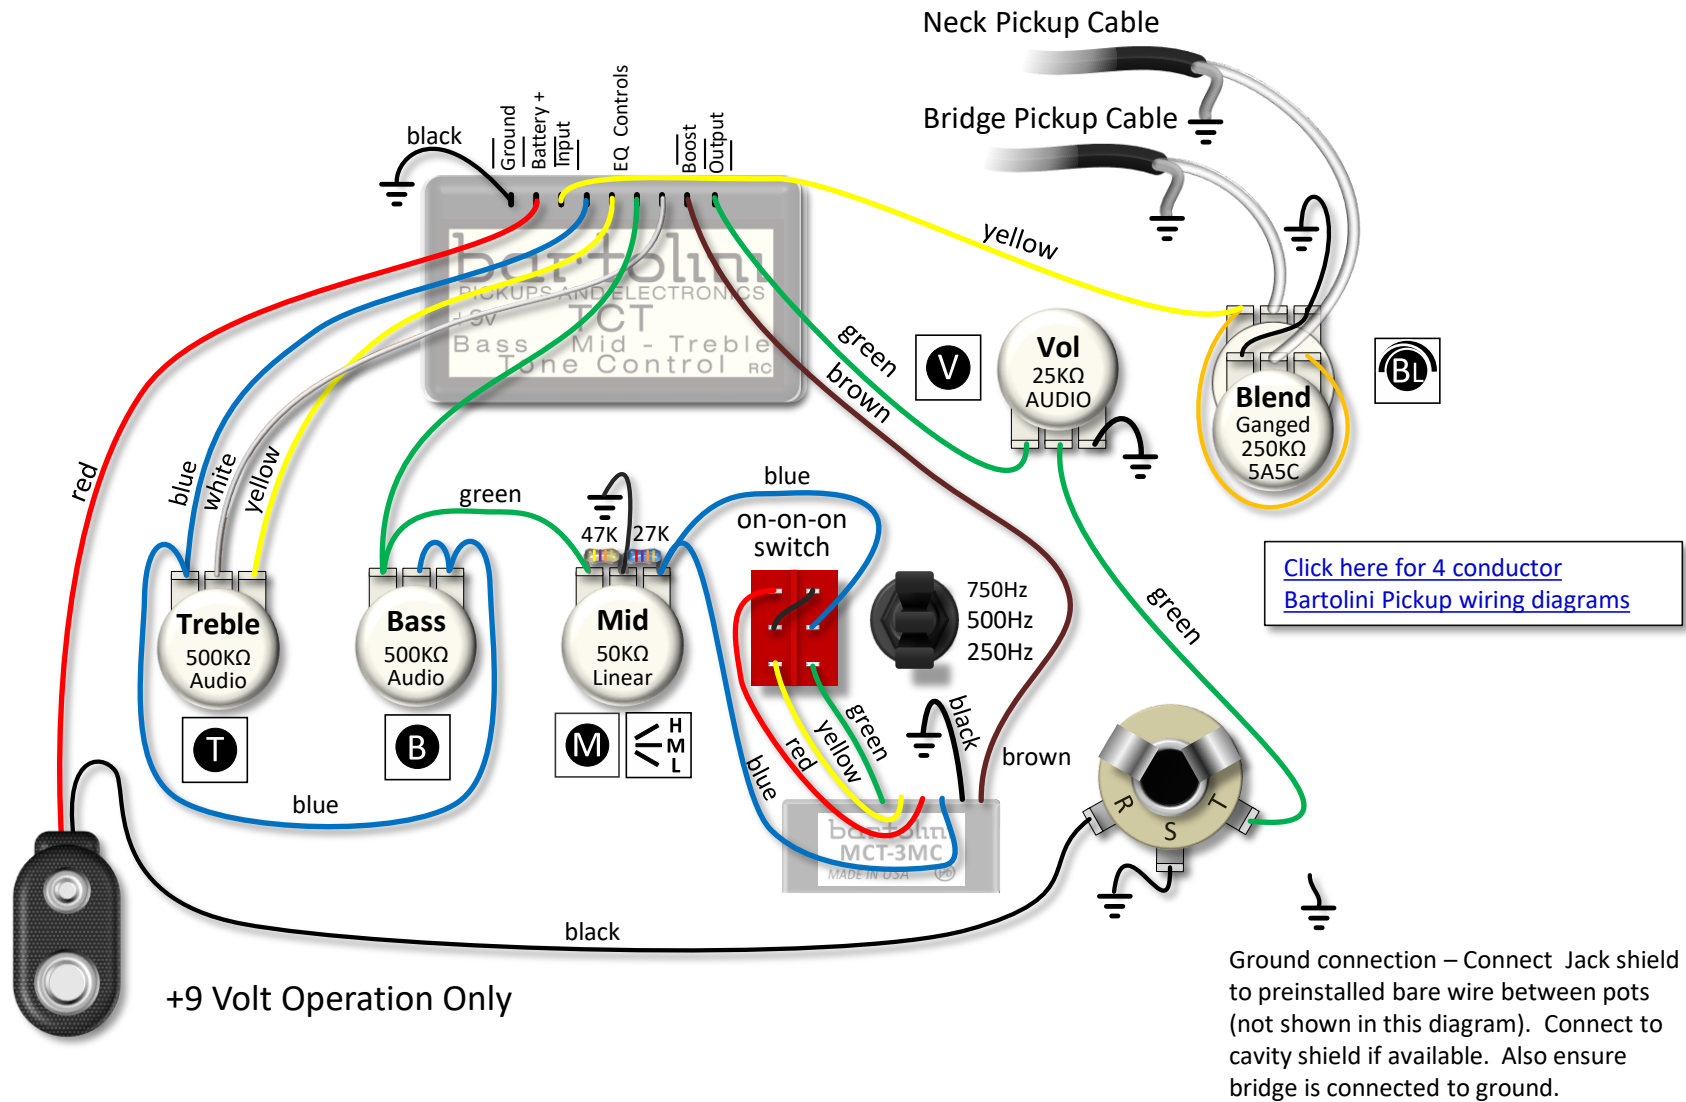 Neck Pickup Cable
Bridge Pickup Cable
Ground
Battery +
Input
EQ Controls
Boost
Output
black
bartolini
PICKUPS AND ELECTRONICS
+9v TCT
Bass - Mid - Treble
Tone Control RC
yellow
green
brown
V
Vol
25KΩ
AUDIO
BL
Blend
Ganged
250KΩ
5A5C
red
blue
white
yellow
green
47K
27K
blue
on-on-on
switch
750Hz
500Hz
250Hz
Click here for 4 conductor
Bartolini Pickup wiring diagrams
green
Treble
500KΩ
Audio
Bass
500KΩ
Audio
Mid
50KΩ
Linear
T
B
M
H
M
L
blue
blue
red
yellow
green
black
brown
bartolini
MCT-3MC
MADE IN USA Pb
R
S
T
black
+9 Volt Operation Only
Ground connection – Connect Jack shield
to preinstalled bare wire between pots
(not shown in this diagram). Connect to
cavity shield if available. Also ensure
bridge is connected to ground.